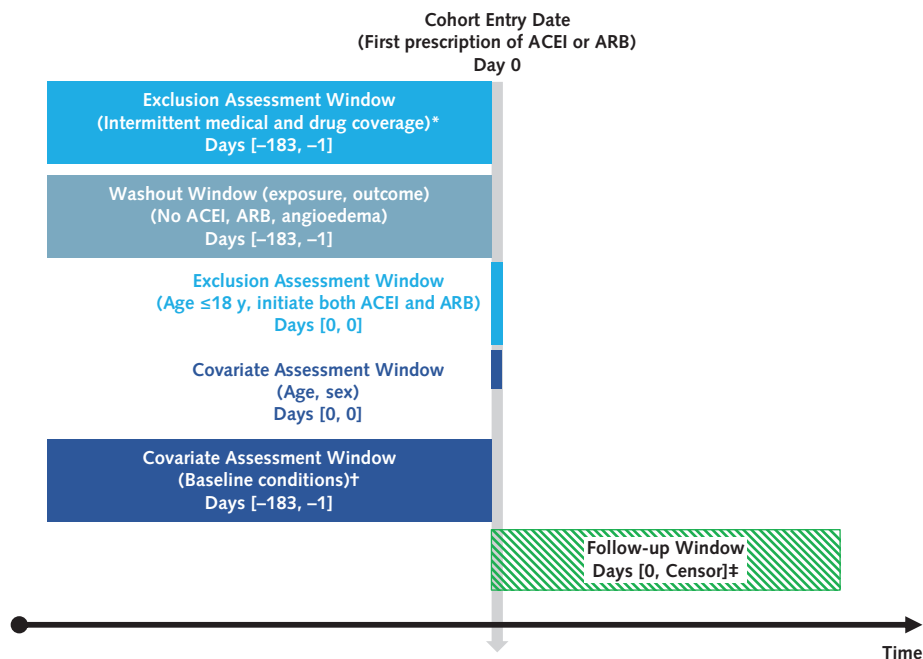 Cohort Entry Date
(First prescription of ACEI or ARB)
Day 0
Exclusion Assessment Window
(Intermittent medical and drug coverage)*
Days [–183, –1]
Washout Window (exposure, outcome)
(No ACEI, ARB, angioedema)
Days [–183, –1]
Exclusion Assessment Window
(Age ≤18 y, initiate both ACEI and ARB)
Days [0, 0]
Covariate Assessment Window
(Age, sex)
Days [0, 0]
Covariate Assessment Window
(Baseline conditions)†
Days [–183, –1]
Follow-up Window
Days [0, Censor]‡
Time